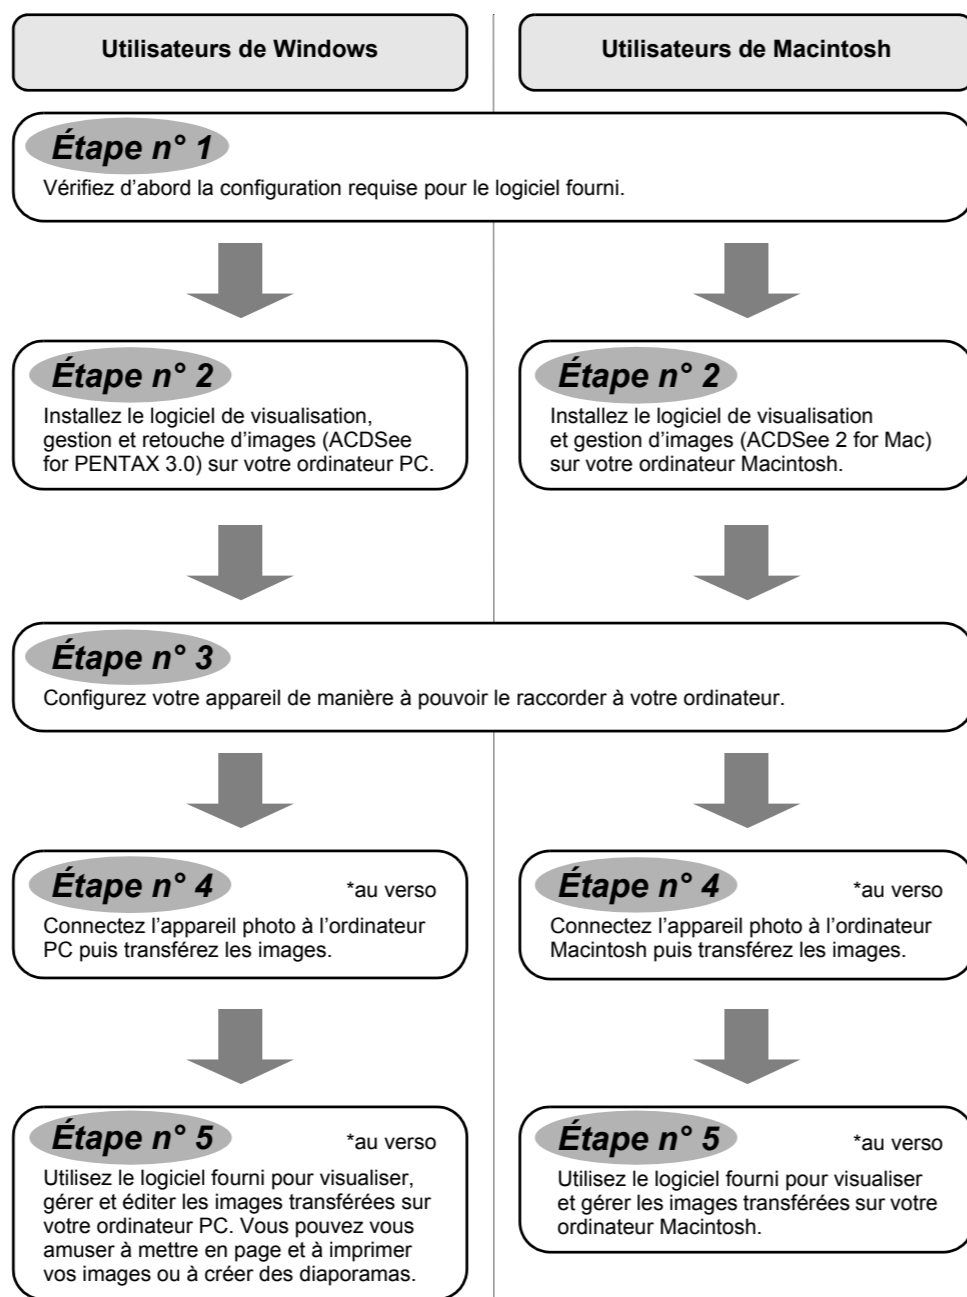 Utilisateurs de Windows
Utilisateurs de Macintosh
Étape n° 1
Vérifiez d’abord la configuration requise pour le logiciel fourni.
Étape n° 2
Installez le logiciel de visualisation,
gestion et retouche d’images (ACDSee
for PENTAX 3.0) sur votre ordinateur PC.
Étape n° 2
Installez le logiciel de visualisation
et gestion d’images (ACDSee 2 for Mac)
sur votre ordinateur Macintosh.
Étape n° 3
Configurez votre appareil de manière à pouvoir le raccorder à votre ordinateur.
Étape n° 4 *au verso
Connectez l’appareil photo à l’ordinateur
PC puis transférez les images.
Étape n° 4 *au verso
Connectez l’appareil photo à l’ordinateur
Macintosh puis transférez les images.
Étape n° 5 *au verso
Utilisez le logiciel fourni pour visualiser,
gérer et éditer les images transférées sur
votre ordinateur PC. Vous pouvez vous
amuser à mettre en page et à imprimer
vos images ou à créer des diaporamas.
Étape n° 5 *au verso
Utilisez le logiciel fourni pour visualiser
et gérer les images transférées sur votre
ordinateur Macintosh.